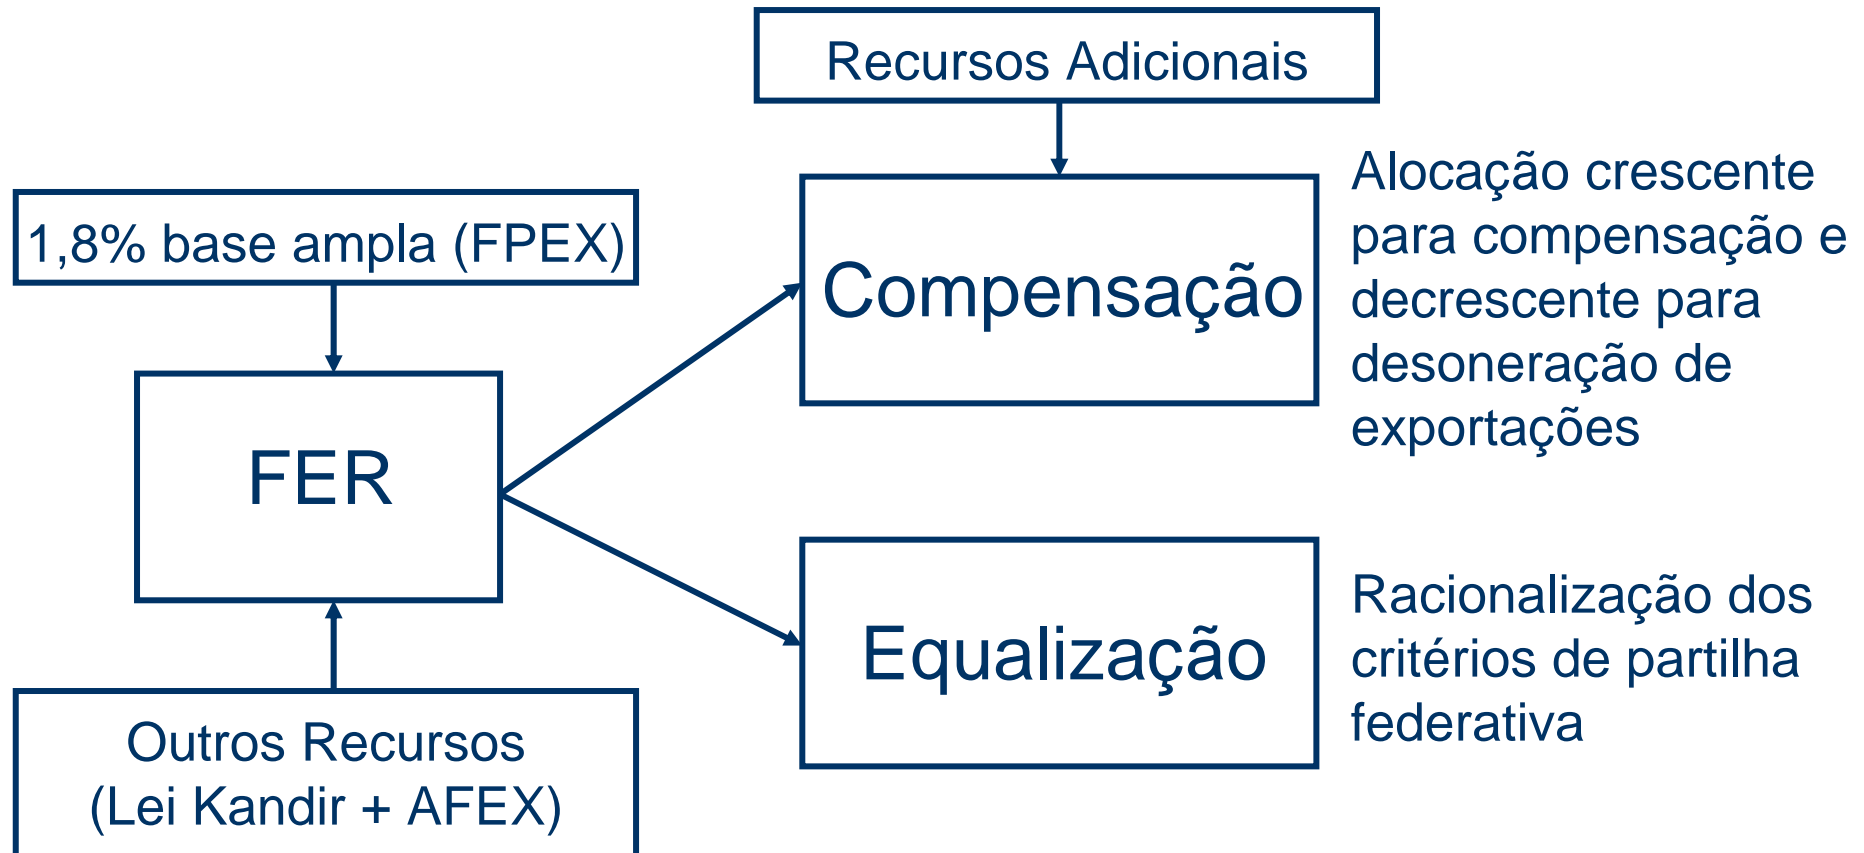 Recursos Adicionais
1,8% base ampla (FPEX)
FER
Outros Recursos
(Lei Kandir + AFEX)
Compensação
Alocação crescente
para compensação e
decrescente para
desoneração de
exportações
Equalização
Racionalização dos
critérios de partilha
federativa